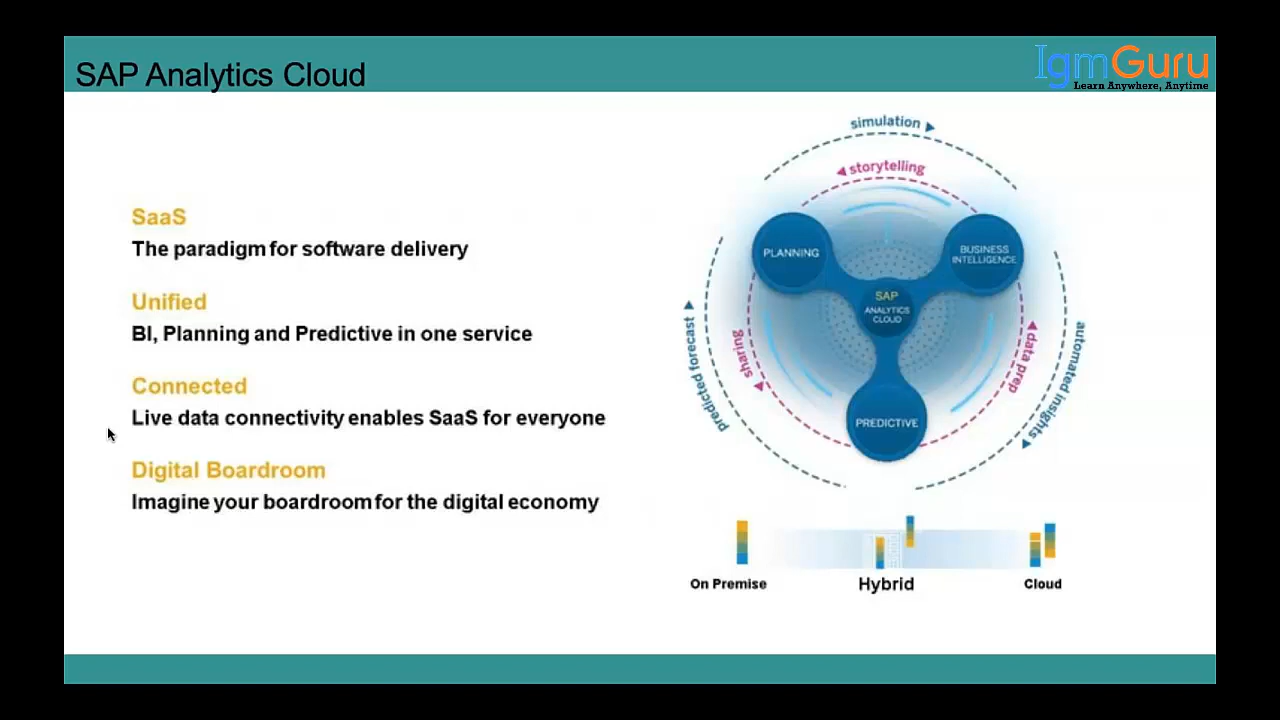 SAP Analytics Cloud
IgmGuru
Learn Anywhere, Anytime
SaaS
The paradigm for software delivery
Unified
BI, Planning and Predictive in one service
Connected
Live data connectivity enables SaaS for everyone
Digital Boardroom
Imagine your boardroom for the digital economy
simulation
storytelling
PLANNING
BUSINESS
INTELLIGENCE
SAP
ANALYTICS
CLOUD
predicted forecast
sharing
data prep
automated insights
PREDICTIVE
On Premise
Hybrid
Cloud